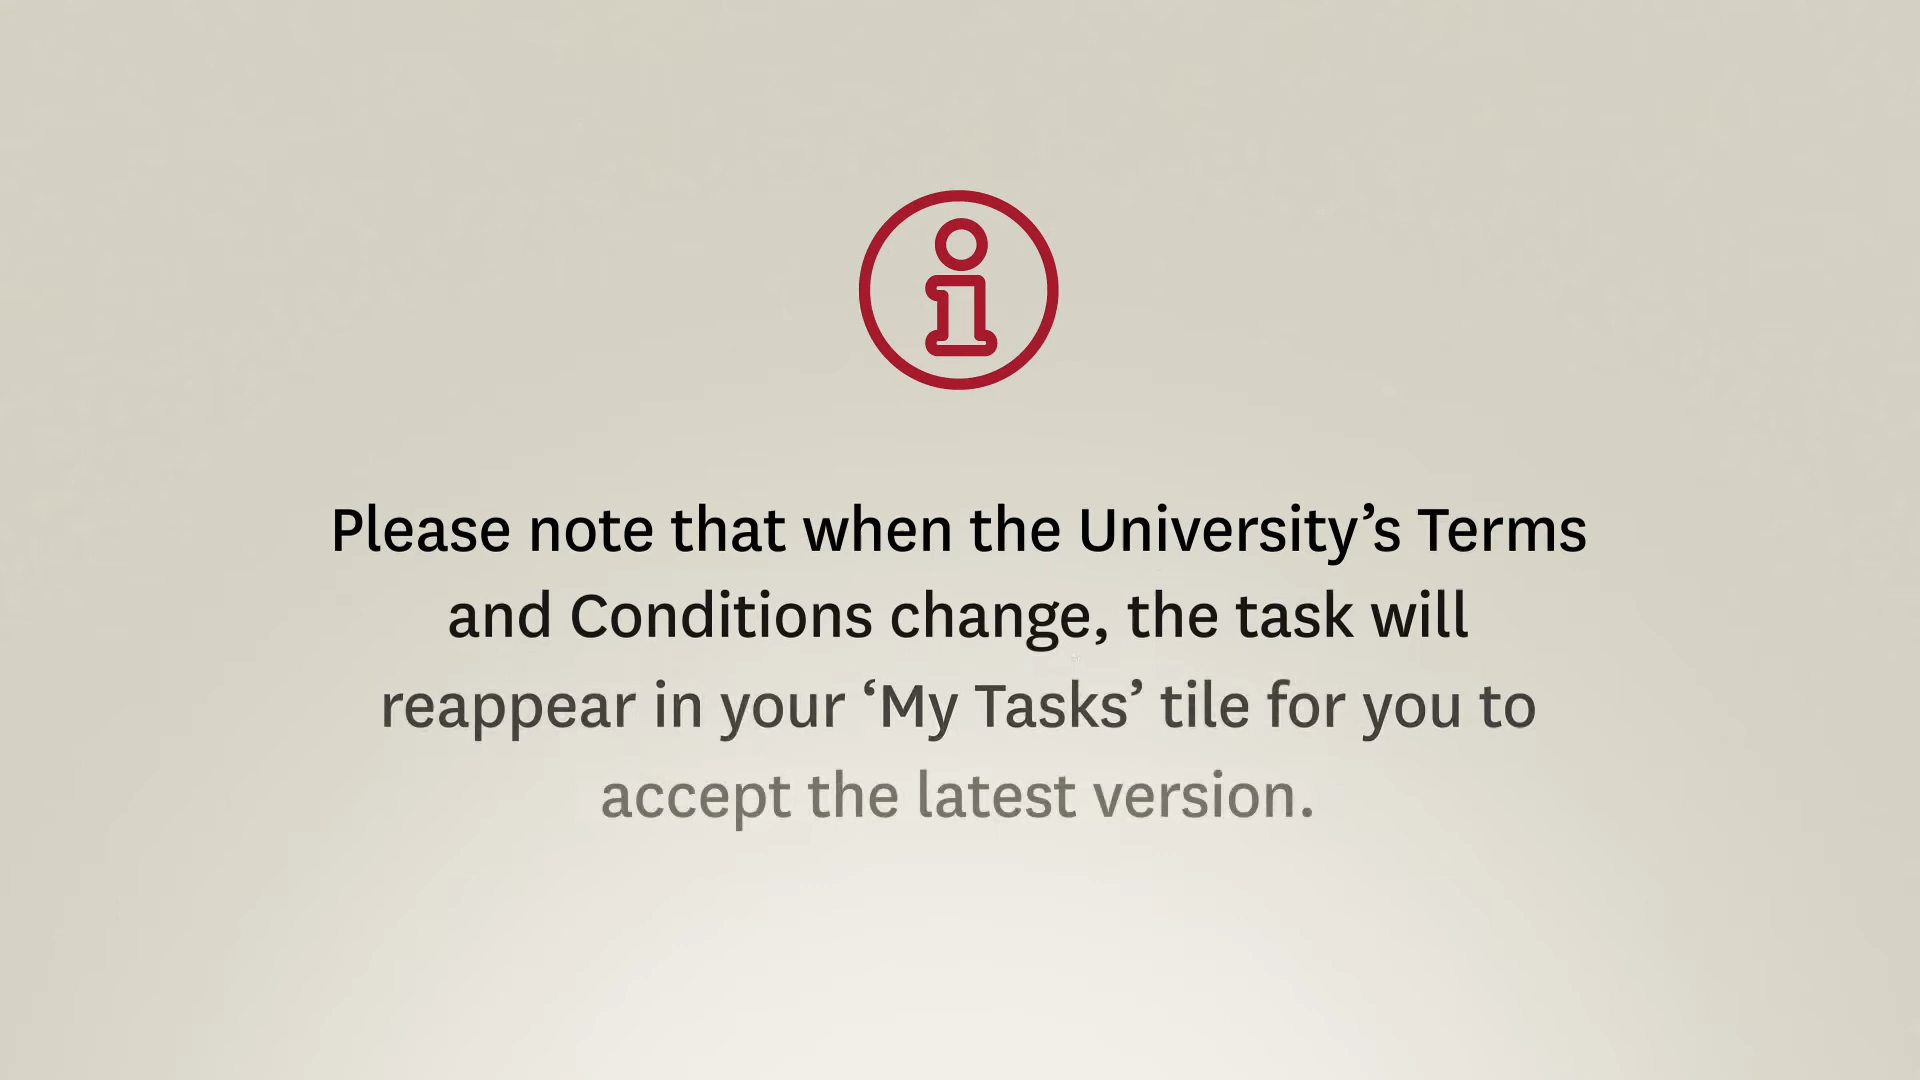 Please note that when the University’s Terms
and Conditions change, the task will
reappear in your ‘My Tasks’ tile for you to
accept the latest version.